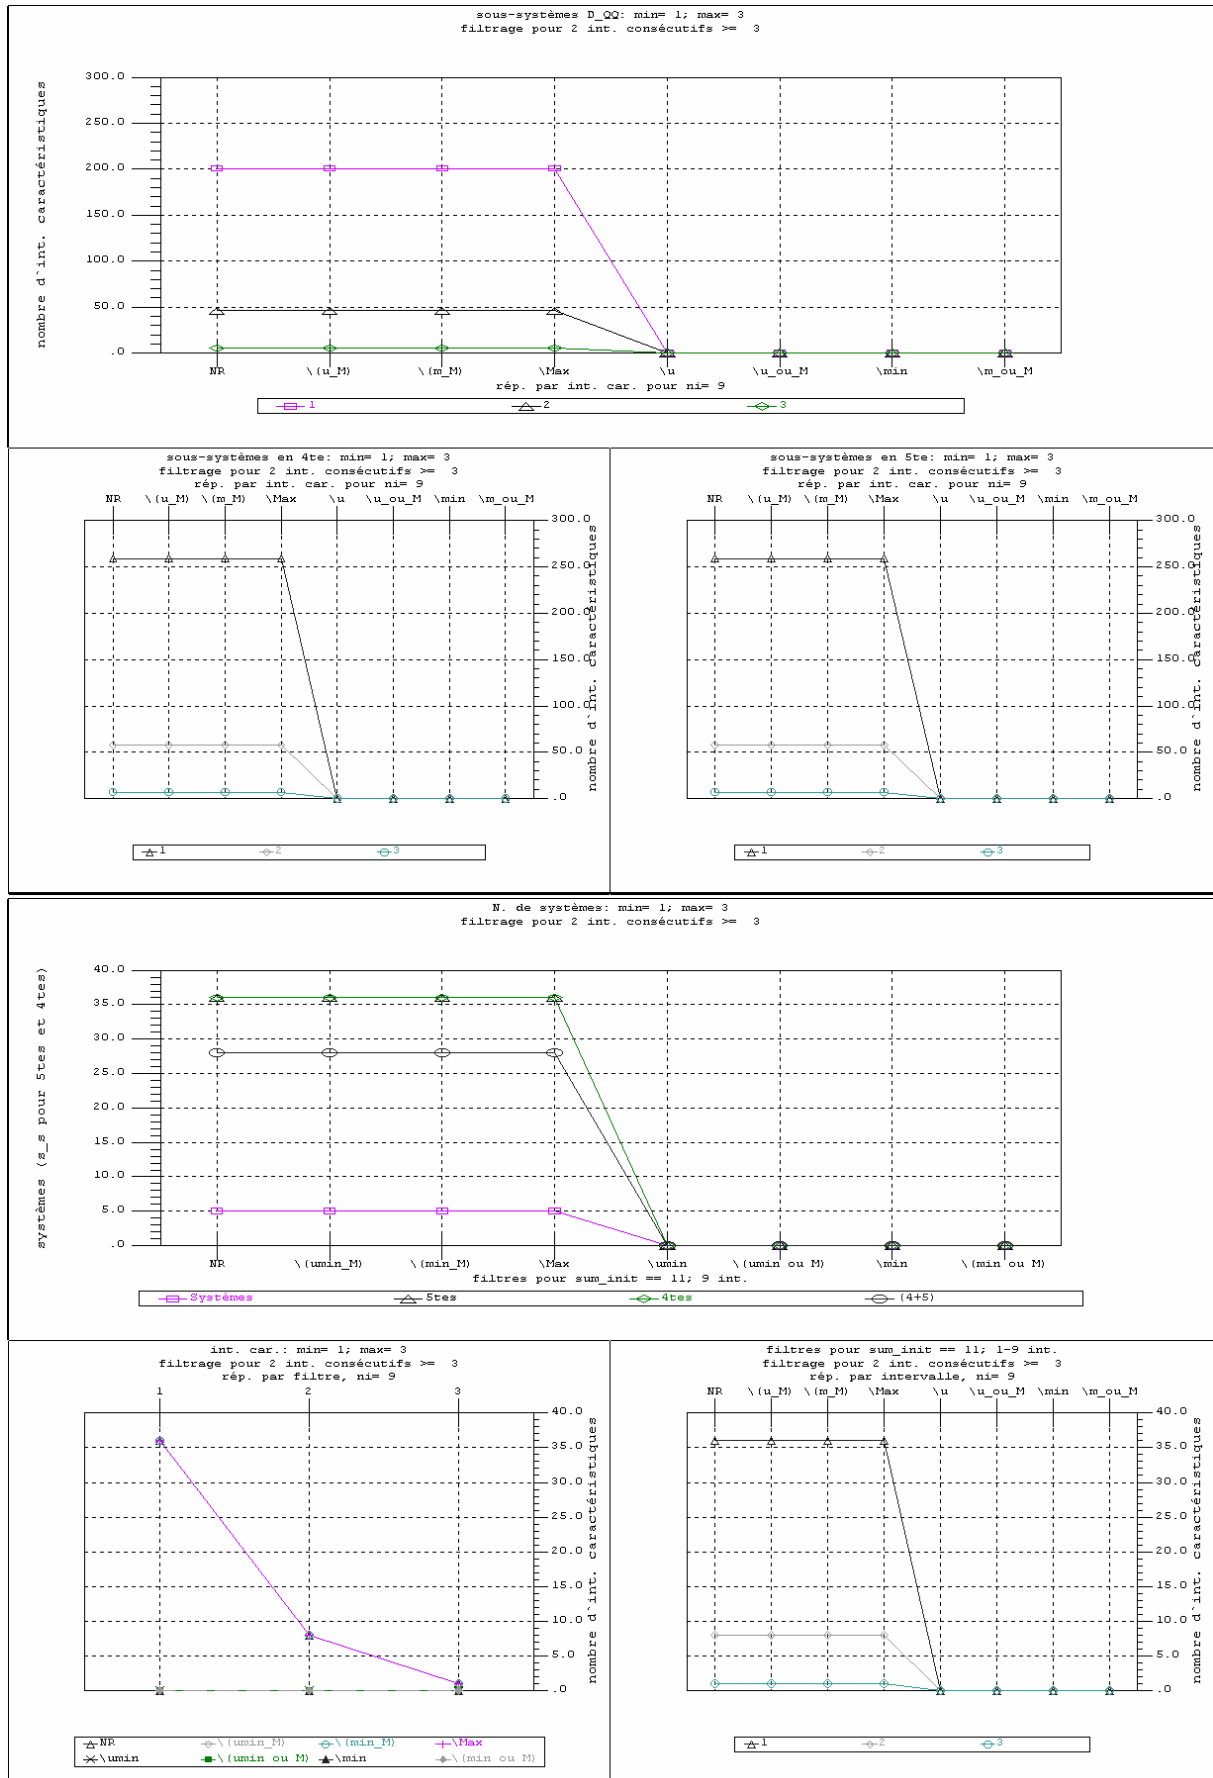 sous-systèmes D_QQ: min= 1; max= 3
filtrage pour 2 int. consécutifs >=  3
nombre d`int. caractéristiques
300.0
250.0
200.0
150.0
100.0
50.0
.0
NR \(u_M) \(m_M) \Max \u \u_ou_M \min \m_ou_M
rép. par int. car. pour ni= 9
1 2 3
sous-systèmes en 4te: min= 1; max= 3
filtrage pour 2 int. consécutifs >=  3
rép. par int. car. pour ni= 9
NR \(u_M) \(m_M) \Max \u \u_ou_M \min \m_ou_M
300.0
250.0
200.0
150.0
100.0
50.0
.0
nombre d`int. caractéristiques
1 2 3
sous-systèmes en 5te: min= 1; max= 3
filtrage pour 2 int. consécutifs >=  3
rép. par int. car. pour ni= 9
NR \(u_M) \(m_M) \Max \u \u_ou_M \min \m_ou_M
300.0
250.0
200.0
150.0
100.0
50.0
.0
nombre d`int. caractéristiques
1 2 3
N. de systèmes: min= 1; max= 3
filtrage pour 2 int. consécutifs >=  3
systèmes (s_s pour 5tes et 4tes)
40.0
35.0
30.0
25.0
20.0
15.0
10.0
5.0
.0
NR \(umin_M) \(min_M) \Max \umin \(umin ou M) \min \(min ou M)
filtres pour sum_init == 11; 9 int.
Systèmes 5tes 4tes (4+5)
int. car.: min= 1; max= 3
filtrage pour 2 int. consécutifs >=  3
rép. par filtre, ni= 9
1 2 3
40.0
35.0
30.0
25.0
20.0
15.0
10.0
5.0
.0
nombre d`int. caractéristiques
NR \(umin_M) \(min_M) \Max
\umin \(umin ou M) \min \(min ou M)
filtres pour sum_init == 11; 1-9 int.
filtrage pour 2 int. consécutifs >=  3
rép. par intervalle, ni= 9
NR \(u_M) \(m_M) \Max \u \u_ou_M \min \m_ou_M
40.0
35.0
30.0
25.0
20.0
15.0
10.0
5.0
.0
nombre d`int. caractéristiques
1 2 3